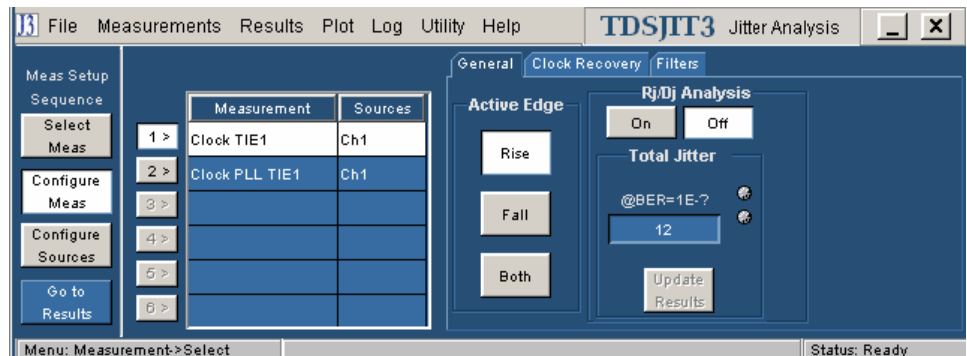 J3 File Measurements Results Plot Log Utility Help TDSJIT3 Jitter Analysis
Meas Setup
Sequence
Select
Meas
Configure
Meas
Configure
Sources
Go to
Results
Measurement Sources
1 > Clock TIE1 Ch1
2 > Clock PLL TIE1 Ch1
3 >
4 >
5 >
6 >
General Clock Recovery Filters
Active Edge
Rise
Fall
Both
Rj/Dj Analysis
On Off
Total Jitter
@BER=1E-?
12
Update
Results
Menu: Measurement->Select Status: Ready